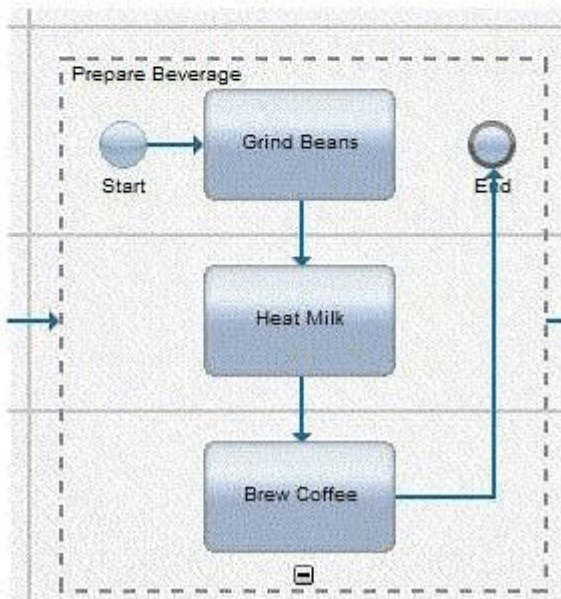 Prepare Beverage
Grind Beans
Start
End
Heat Milk
Brew Coffee